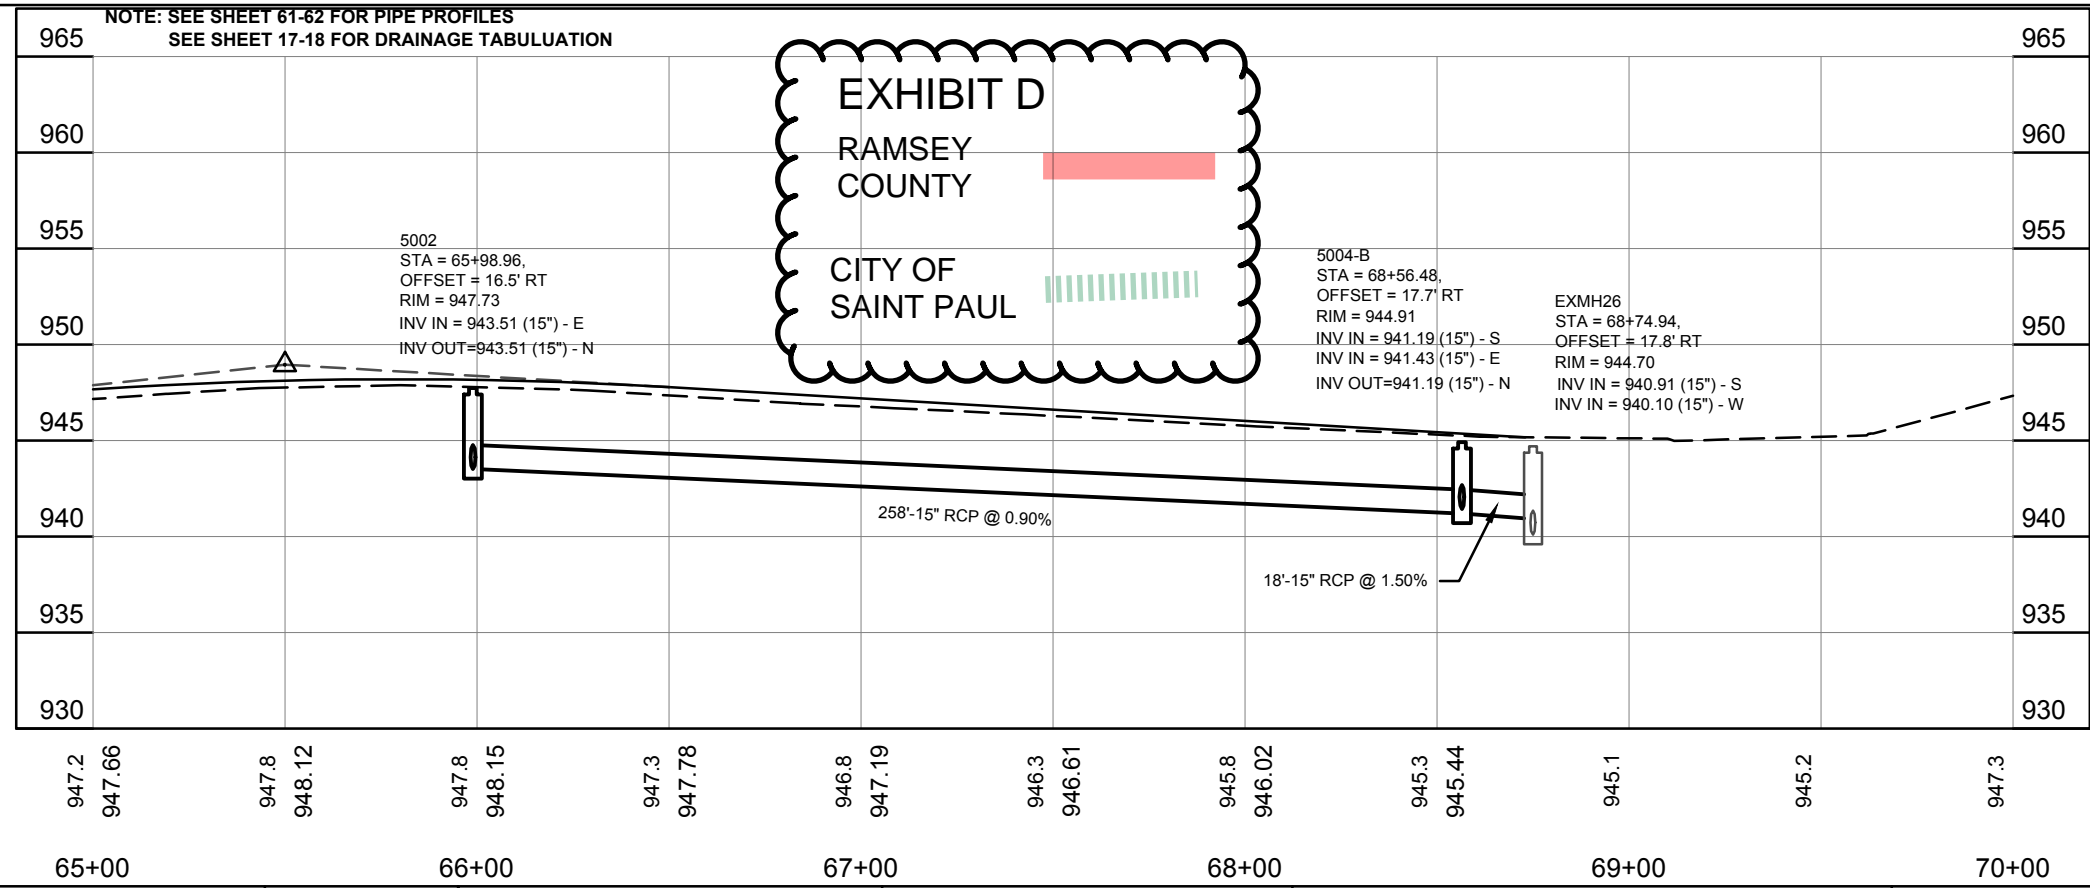 NOTE: SEE SHEET 61-62 FOR PIPE PROFILES
SEE SHEET 17-18 FOR DRAINAGE TABULUATION
965
965
EXHIBIT D
RAMSEY
COUNTY
CITY OF
SAINT PAUL
960
960
955
955
5002
STA = 65+98.96,
OFFSET = 16.5' RT
RIM = 947.73
INV IN = 943.51 (15") - E
INV OUT=943.51 (15") - N
5004-B
STA = 68+56.48,
OFFSET = 17.7' RT
RIM = 944.91
INV IN = 941.19 (15") - S
INV IN = 941.43 (15") - E
INV OUT=941.19 (15") - N
EXMH26
STA = 68+74.94,
OFFSET = 17.8' RT
RIM = 944.70
INV IN = 940.91 (15") - S
INV IN = 940.10 (15") - W
950
950
945
945
940
940
258'-15" RCP @ 0.90%
18'-15" RCP @ 1.50%
935
935
930
930
947.2
947.66
947.8
948.12
947.8
948.15
947.3
947.78
946.8
947.19
946.3
946.61
945.8
946.02
945.3
945.44
945.1
945.2
947.3
65+00
66+00
67+00
68+00
69+00
70+00